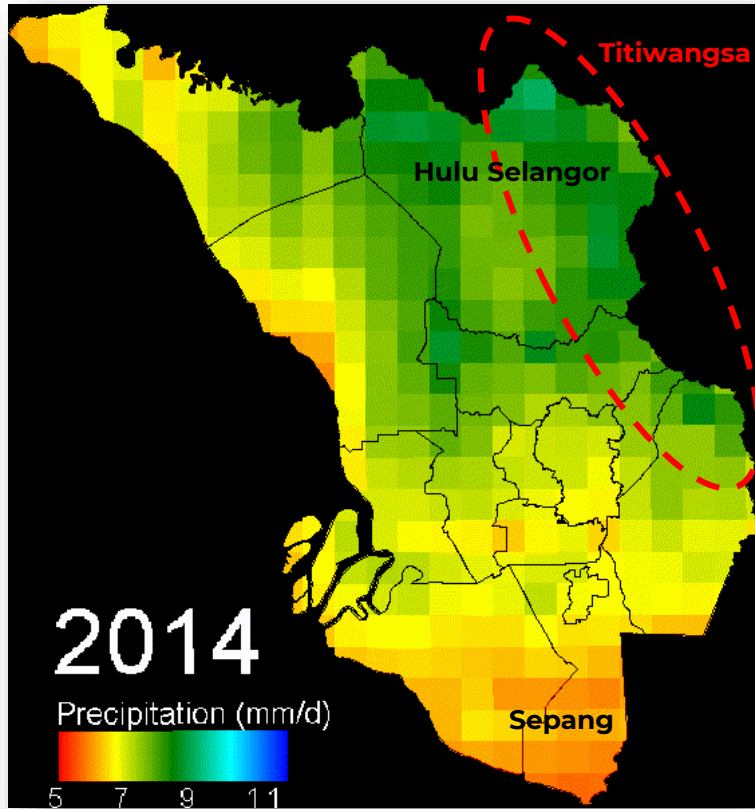 Titiwangsa
Hulu Selangor
2014
Precipitation (mm/d)
5 7 9 11
Sepang